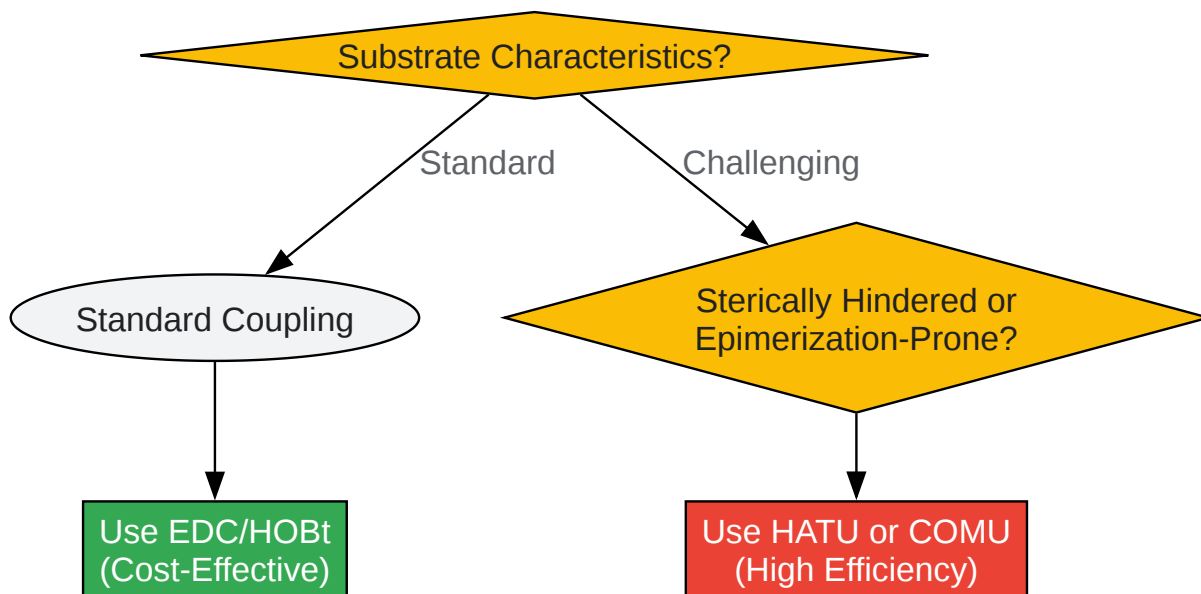 Substrate Characteristics?
Standard
Challenging
Standard Coupling
Sterically Hindered or
Epimerization-Prone?
Use EDC/HOBt
(Cost-Effective)
Use HATU or COMU
(High Efficiency)